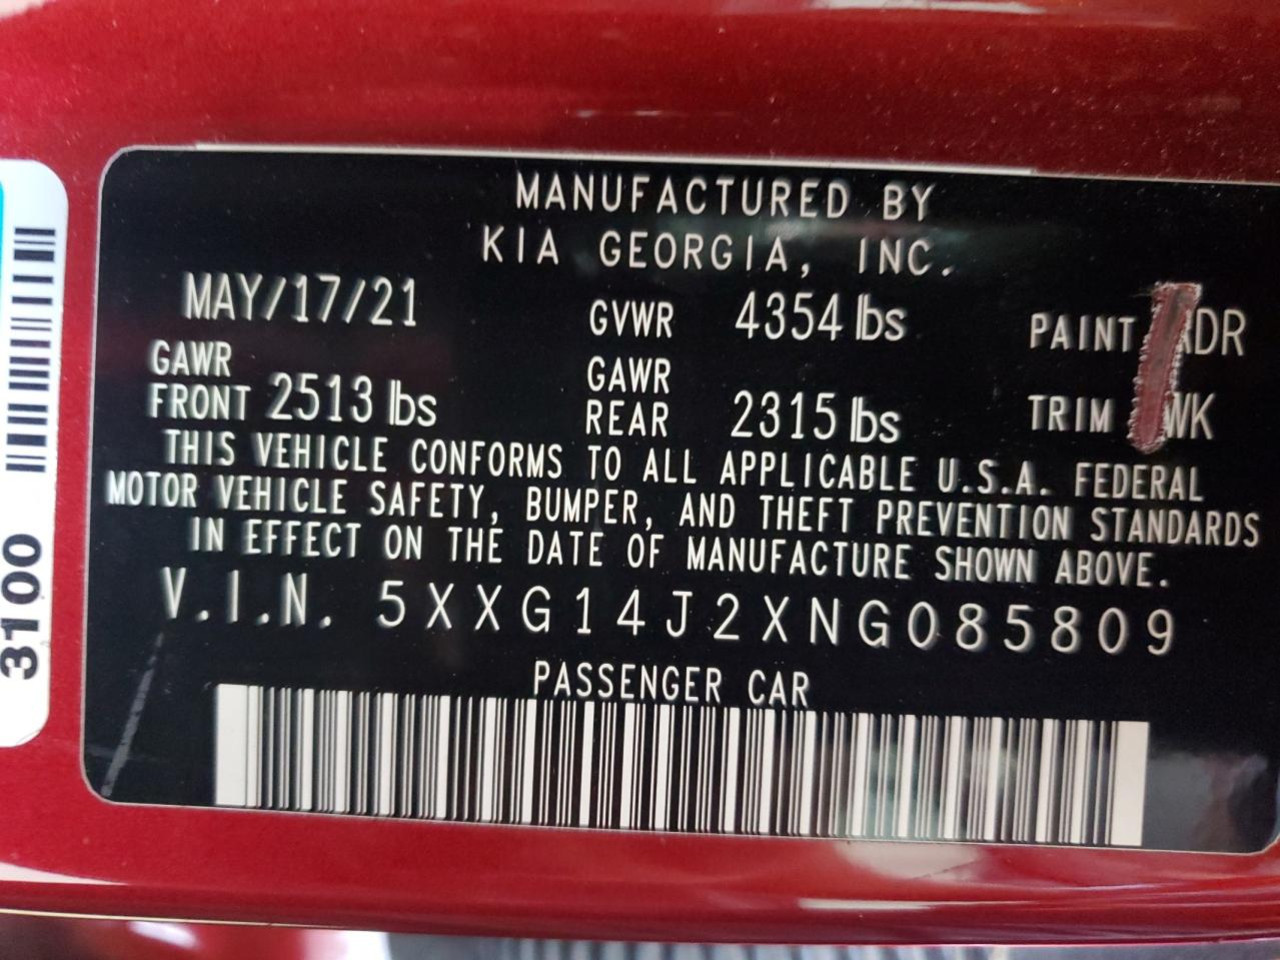 MANUFACTURED BY
KIA GEORGIA, INC.
MAY/17/21 GVWR 4354 lbs PAINT DR
GAWR FRONT 2513 lbs GAWR REAR 2315 lbs TRIM WK
THIS VEHICLE CONFORMS TO ALL APPLICABLE U.S.A. FEDERAL
MOTOR VEHICLE SAFETY, BUMPER, AND THEFT PREVENTION STANDARDS
IN EFFECT ON THE DATE OF MANUFACTURE SHOWN ABOVE.
V.I.N. 5XXG14J2XNG085809
PASSENGER CAR
3100